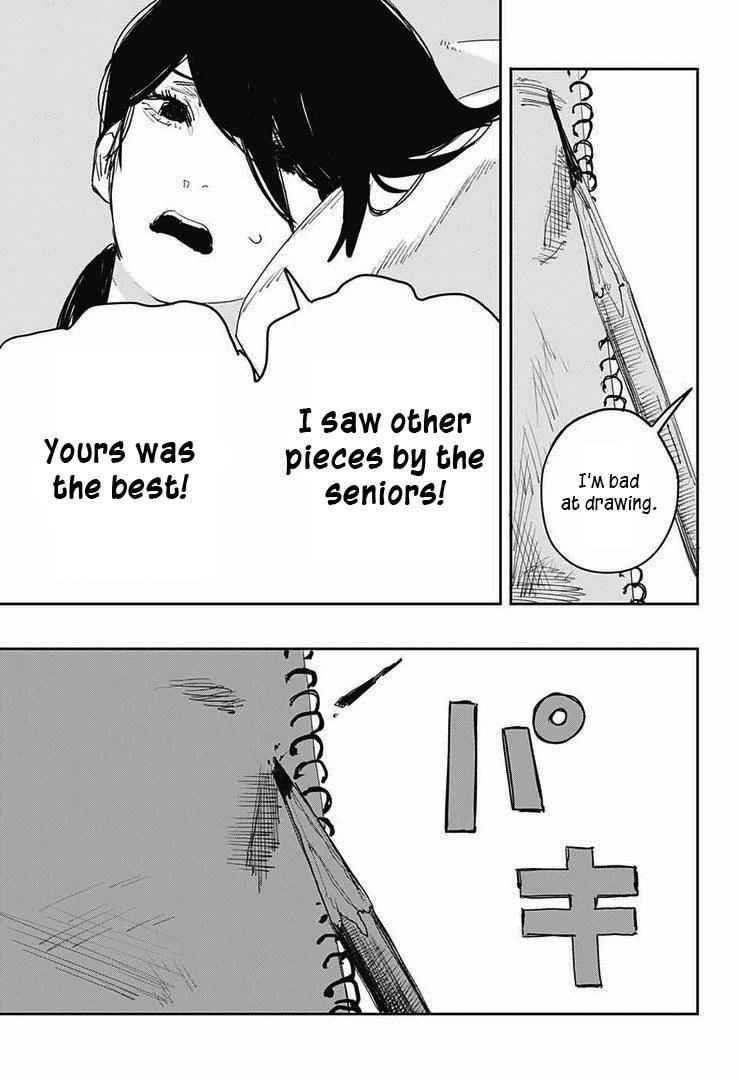 I'm bad
at drawing.
I saw other
pieces by the
seniors!
Yours was
the best!
パ
キ